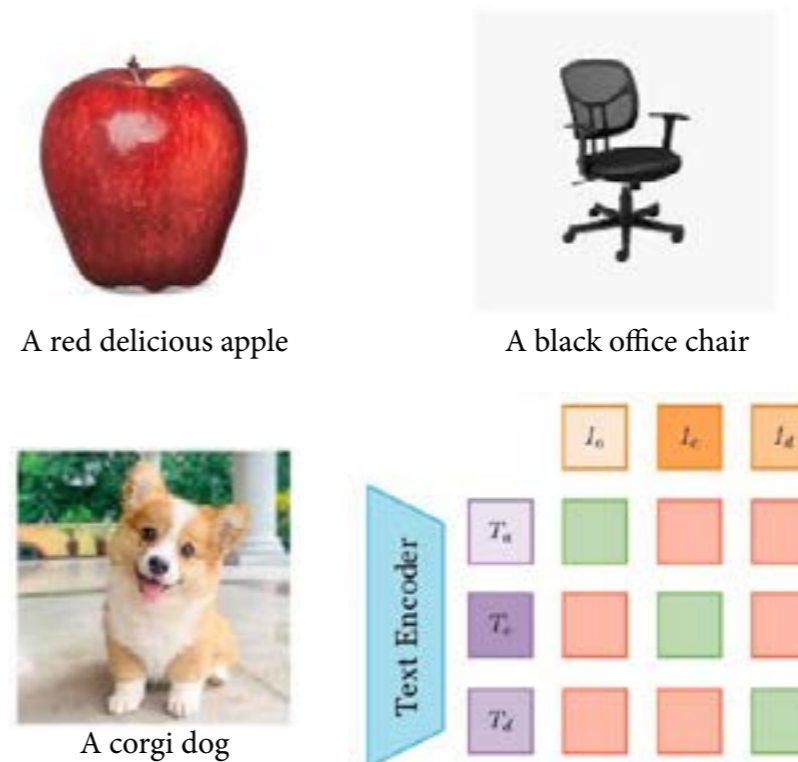 A red delicious apple
A black office chair
I_a I_c I_d
Text Encoder
T_a
T_c
T_d
A corgi dog